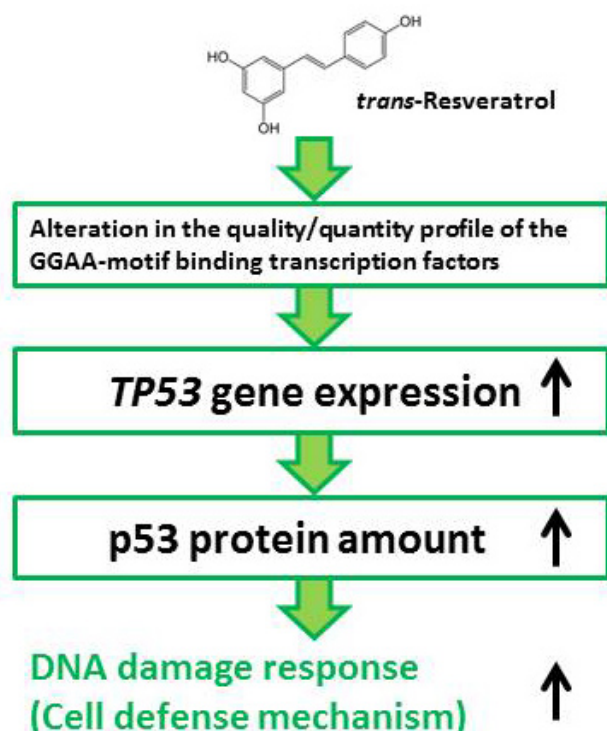 OH
HO
trans-Resveratrol
OH
Alteration in the quality/quantity profile of the
GGAA-motif binding transcription factors
TP53 gene expression
p53 protein amount
DNA damage response
(Cell defense mechanism)